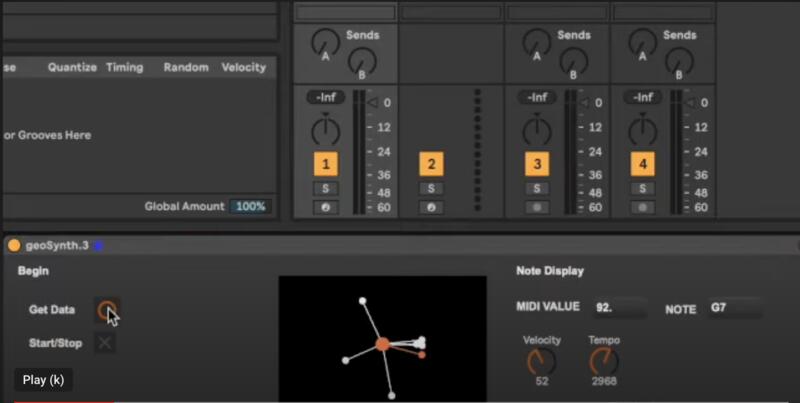 Sends Sends Sends
A A A
B B B
se Quantize Timing Random Velocity
-Inf -Inf -Inf
0 0 0
or Grooves Here
12 12 12
24 24 24
1 2 3 4
36 36 36
S S S S
48 48 48
Global Amount 100%
60 60 60
geoSynth.3
Begin
Note Display
Get Data
MIDI VALUE 92. NOTE G7
Start/Stop
Velocity Tempo
52 2968
Play (k)